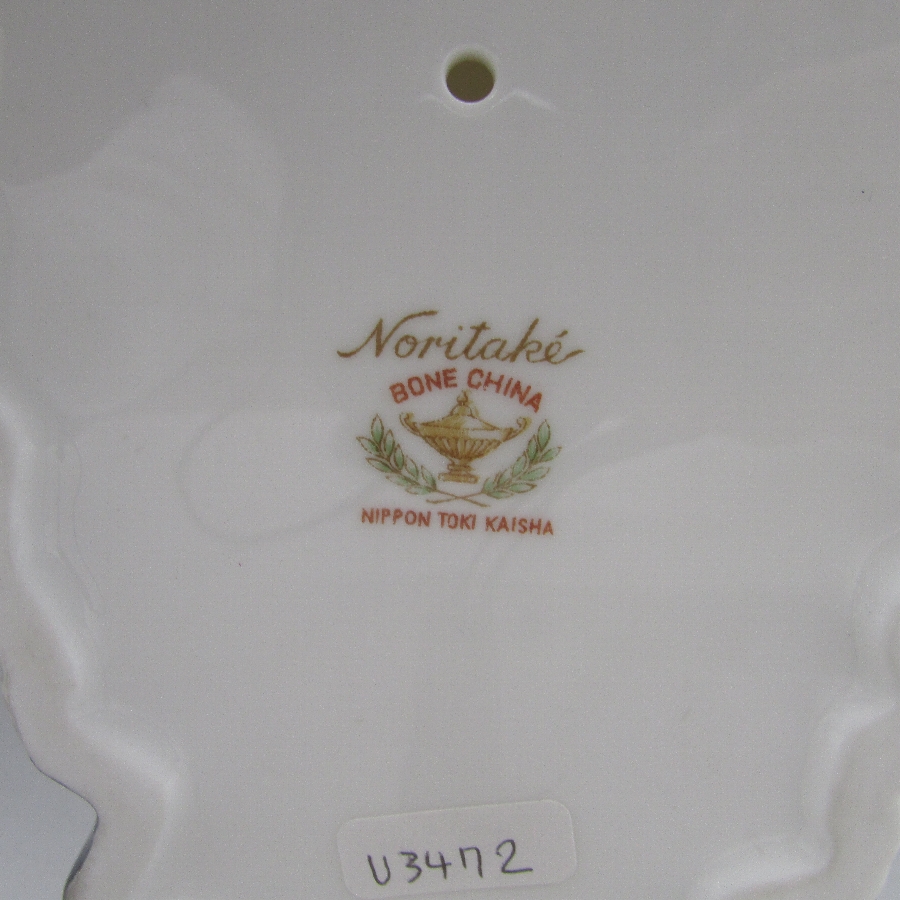 Noritaké
BONE CHINA
NIPPON TOKI KAISHA
U3472